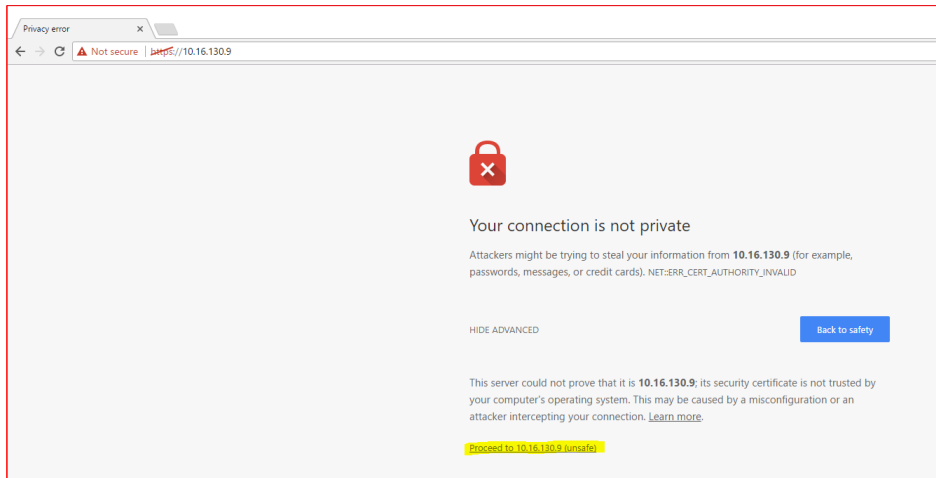 Privacy error
Not secure https://10.16.130.9
Your connection is not private
Attackers might be trying to steal your information from 10.16.130.9 (for example,
passwords, messages, or credit cards). NET::ERR_CERT_AUTHORITY_INVALID
HIDE ADVANCED
Back to safety
This server could not prove that it is 10.16.130.9; its security certificate is not trusted by
your computer's operating system. This may be caused by a misconfiguration or an
attacker intercepting your connection. Learn more.
Proceed to 10.16.130.9 (unsafe)